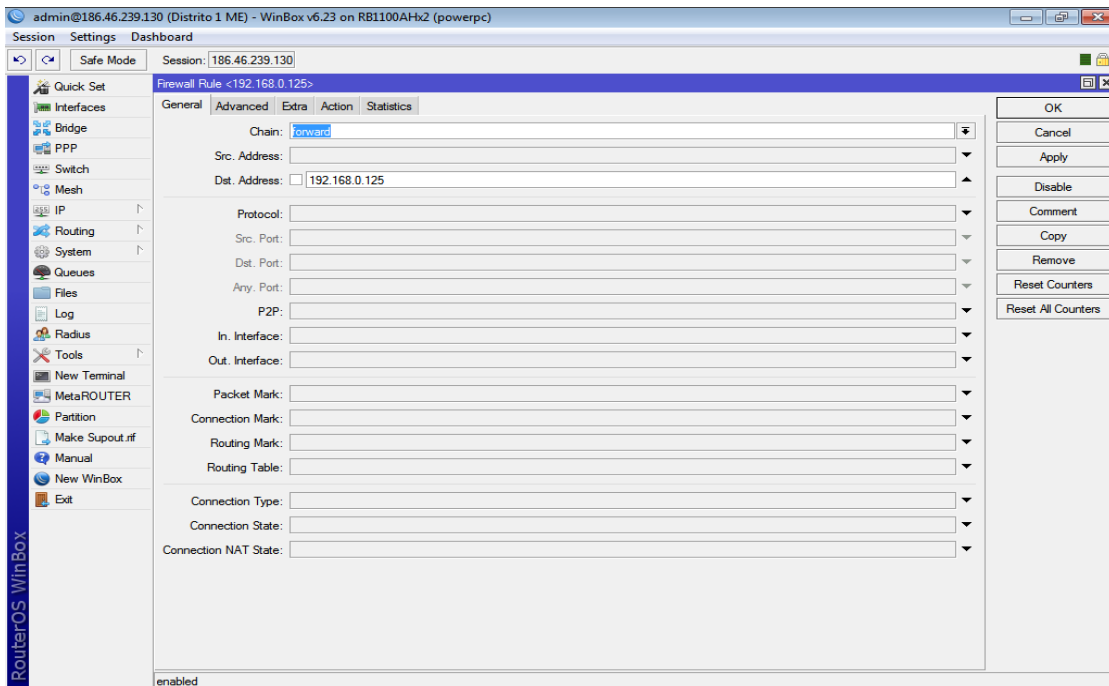 admin@186.46.239.130 (Distrito 1 ME) - WinBox v6.23 on RB1100AHx2 (powerpc)
Session Settings Dashboard
Safe Mode Session: 186.46.239.130
Quick Set
Interfaces
Bridge
PPP
Switch
Mesh
IP
Routing
System
Queues
Files
Log
Radius
Tools
New Terminal
MetaROUTER
Partition
Make Supout.rif
Manual
New WinBox
Exit
RouterOS WinBox
Firewall Rule <192.168.0.125>
General Advanced Extra Action Statistics
Chain: forward
Src. Address:
Dst. Address: 192.168.0.125
Protocol:
Src. Port:
Dst. Port:
Any. Port:
P2P:
In. Interface:
Out. Interface:
Packet Mark:
Connection Mark:
Routing Mark:
Routing Table:
Connection Type:
Connection State:
Connection NAT State:
OK
Cancel
Apply
Disable
Comment
Copy
Remove
Reset Counters
Reset All Counters
enabled